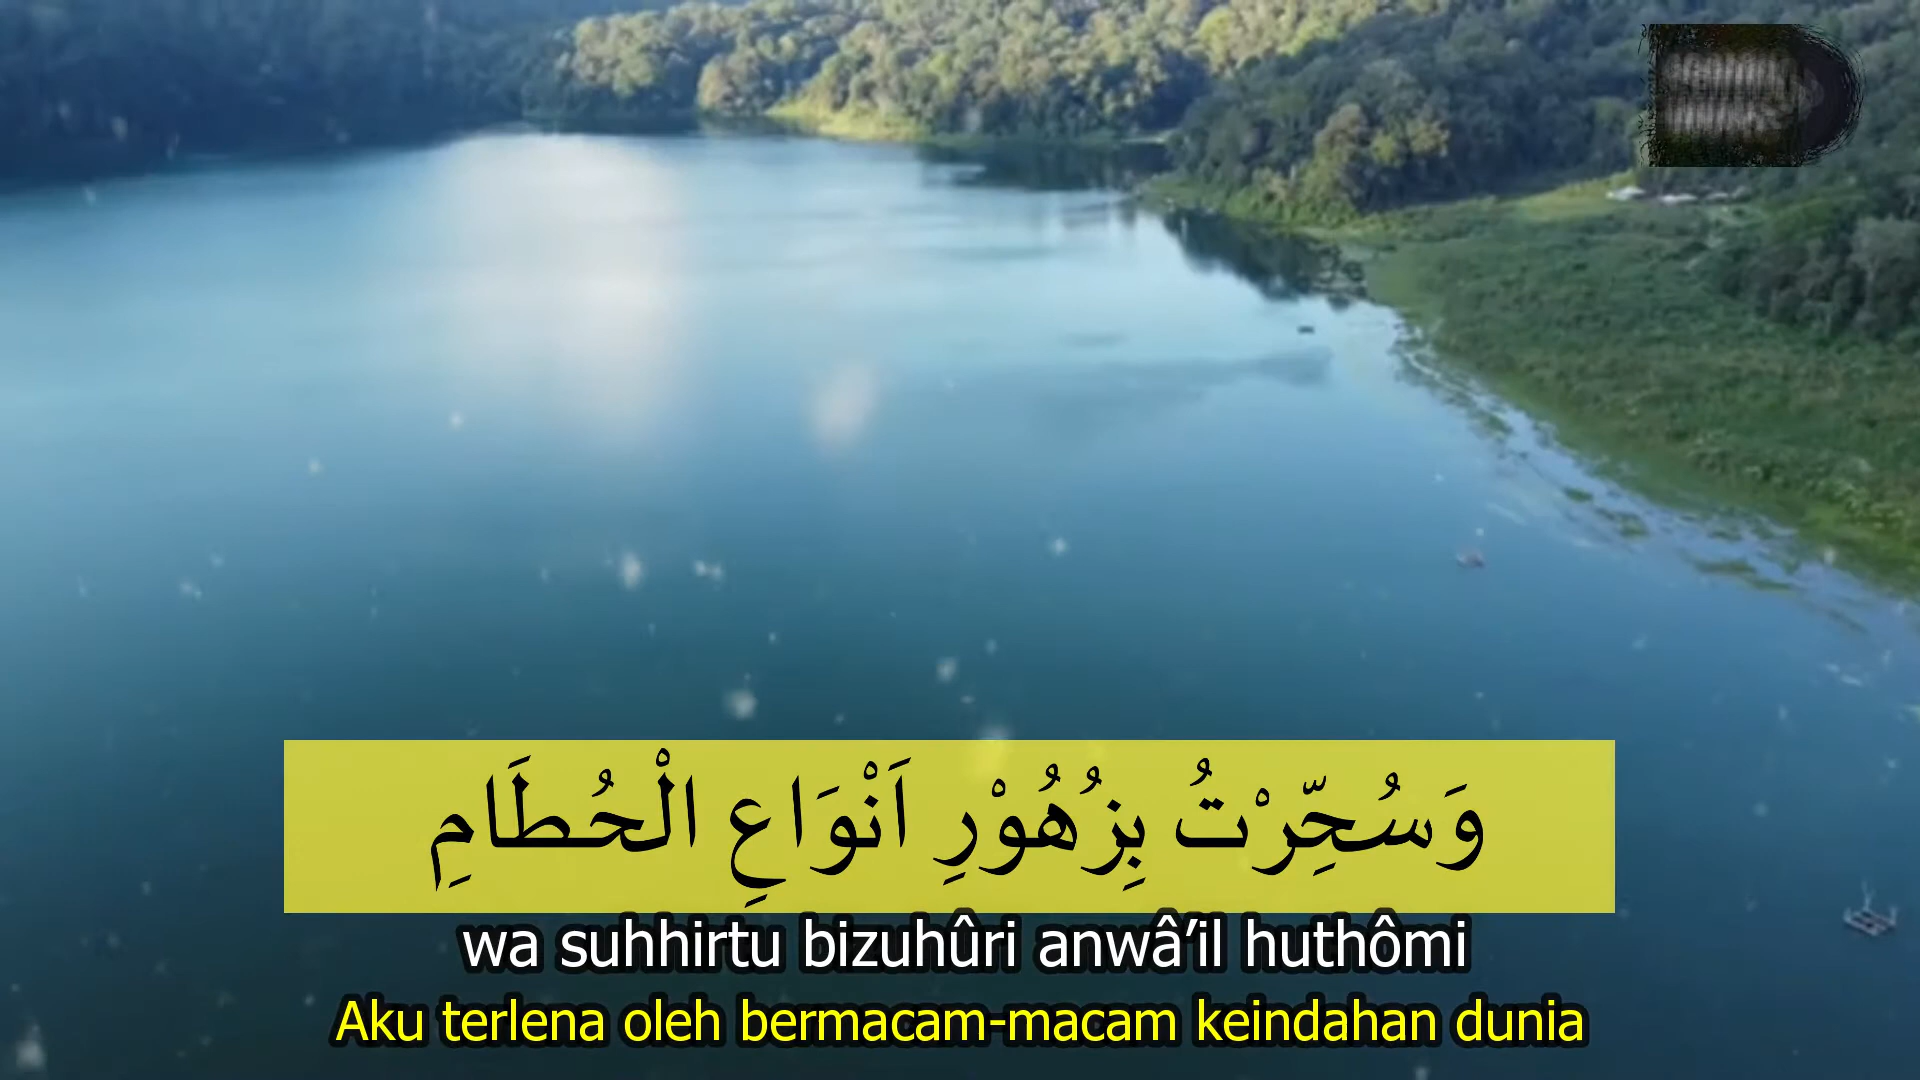 وَسُحِّرْتُ بِزُهُوْرِ اَنْوَاعِ الْحُطَامِ
wa suhhirtu bizuhûri anwâ’il huthômi
Aku terlena oleh bermacam-macam keindahan dunia